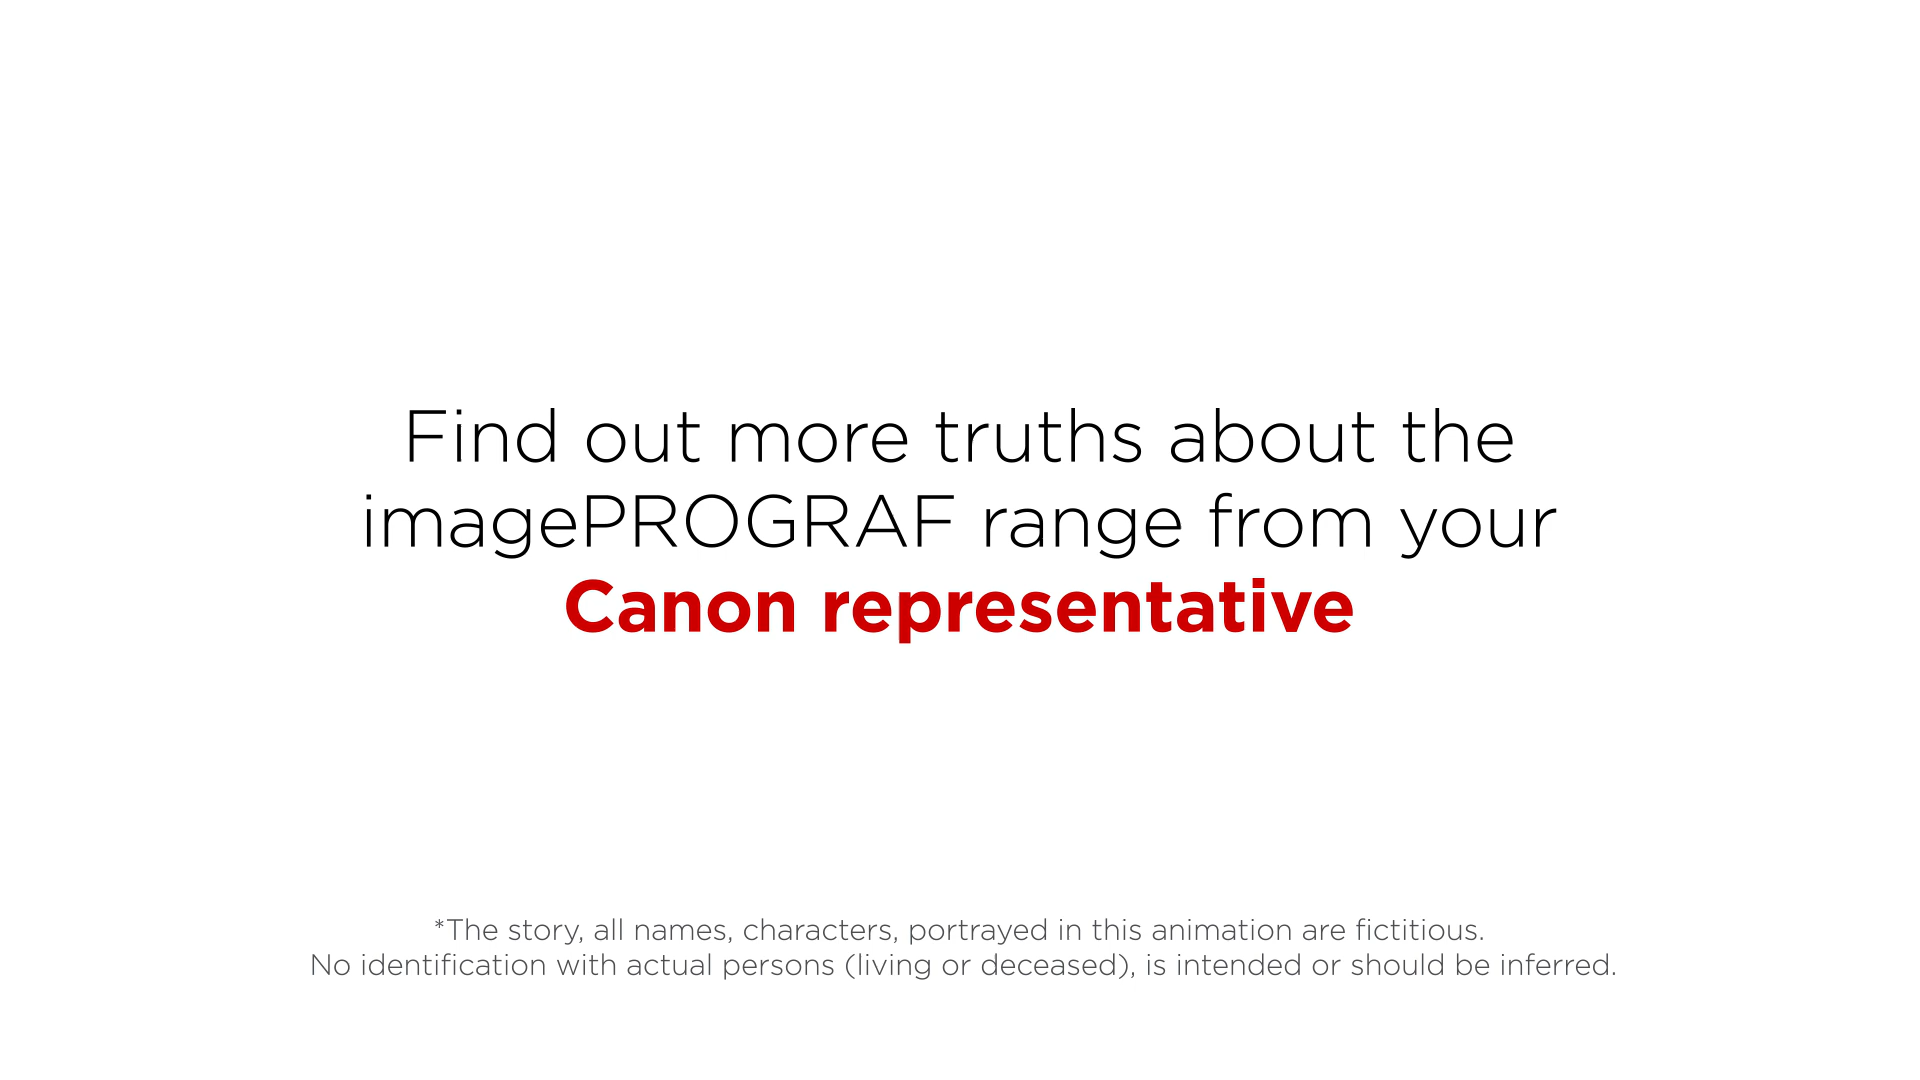 Find out more truths about the
imagePROGRAF range from your
Canon representative
*The story, all names, characters, portrayed in this animation are fictitious.
No identification with actual persons (living or deceased), is intended or should be inferred.